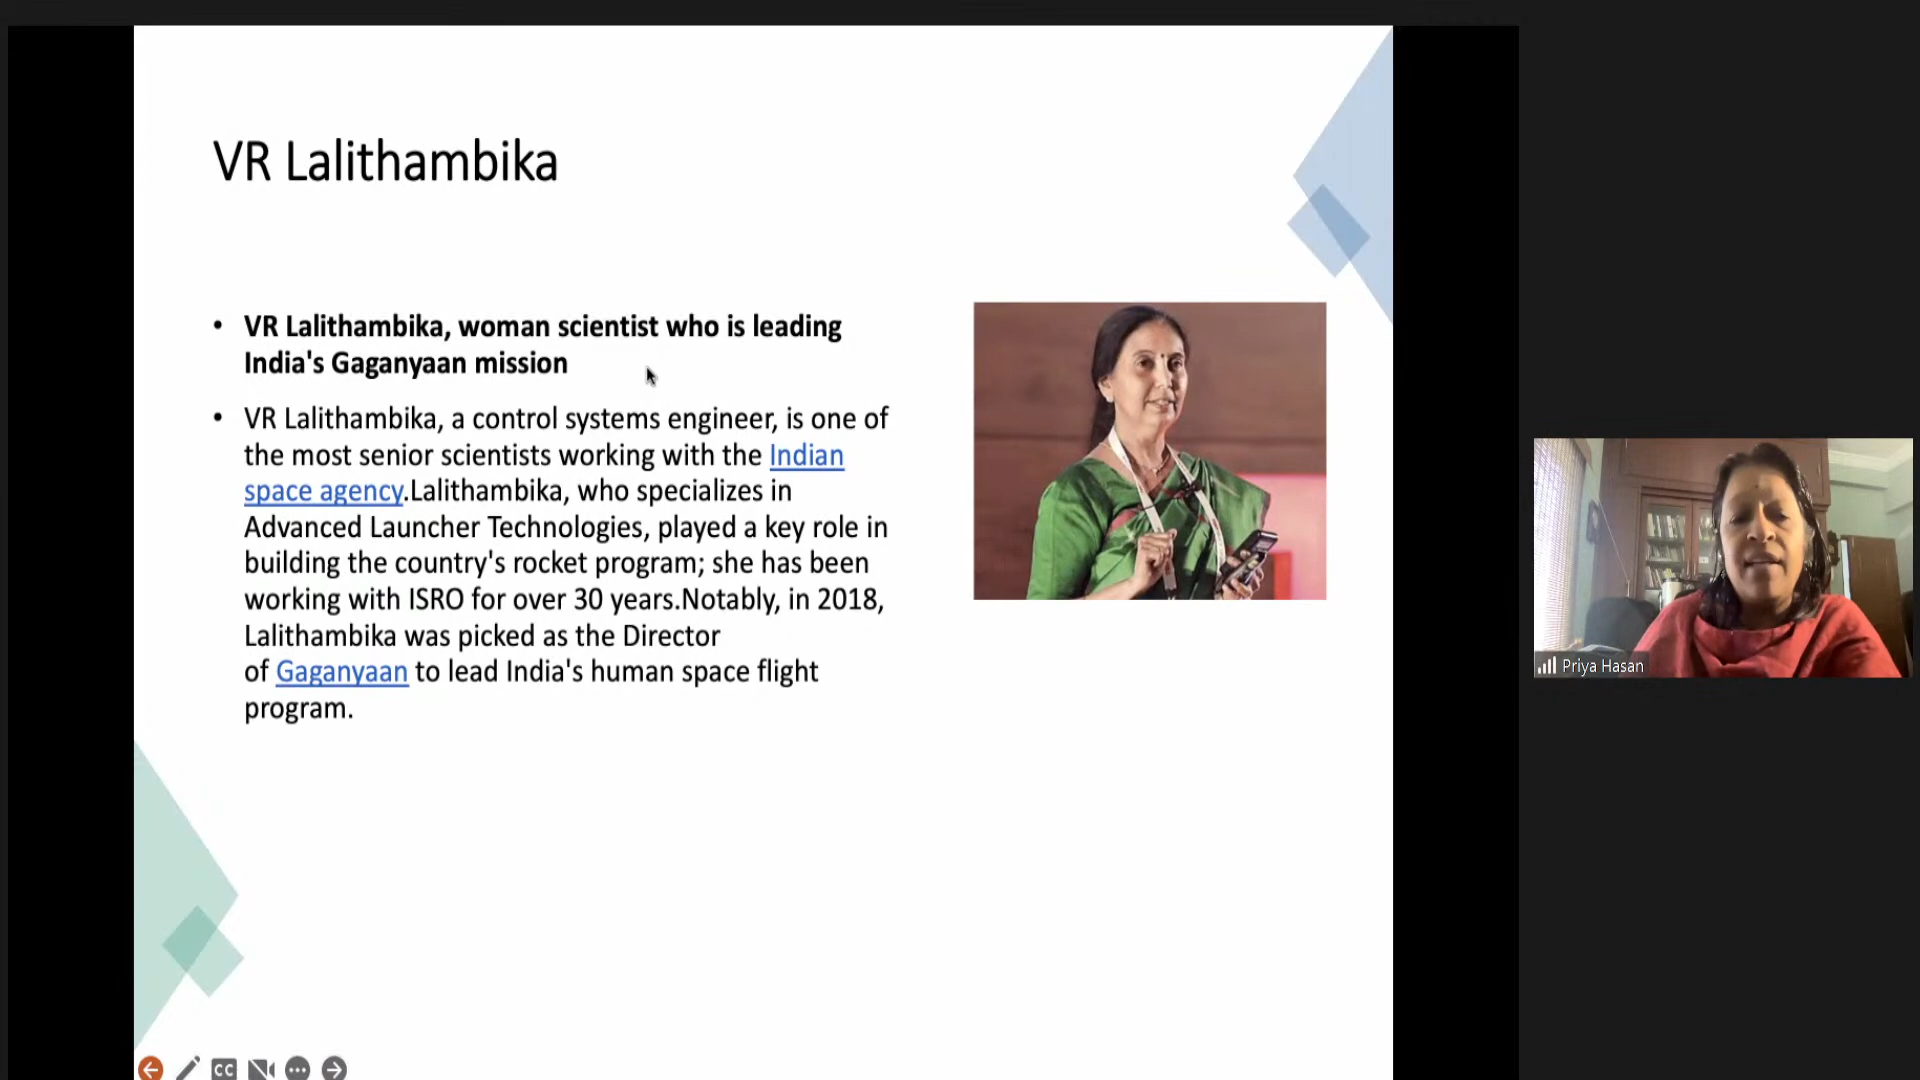 VR Lalithambika
• VR Lalithambika, woman scientist who is leading
India's Gaganyaan mission
• VR Lalithambika, a control systems engineer, is one of
the most senior scientists working with the Indian
space agency.Lalithambika, who specializes in
Advanced Launcher Technologies, played a key role in
building the country's rocket program; she has been
working with ISRO for over 30 years.Notably, in 2018,
Lalithambika was picked as the Director
of Gaganyaan to lead India's human space flight
program.
Priya Hasan
CC